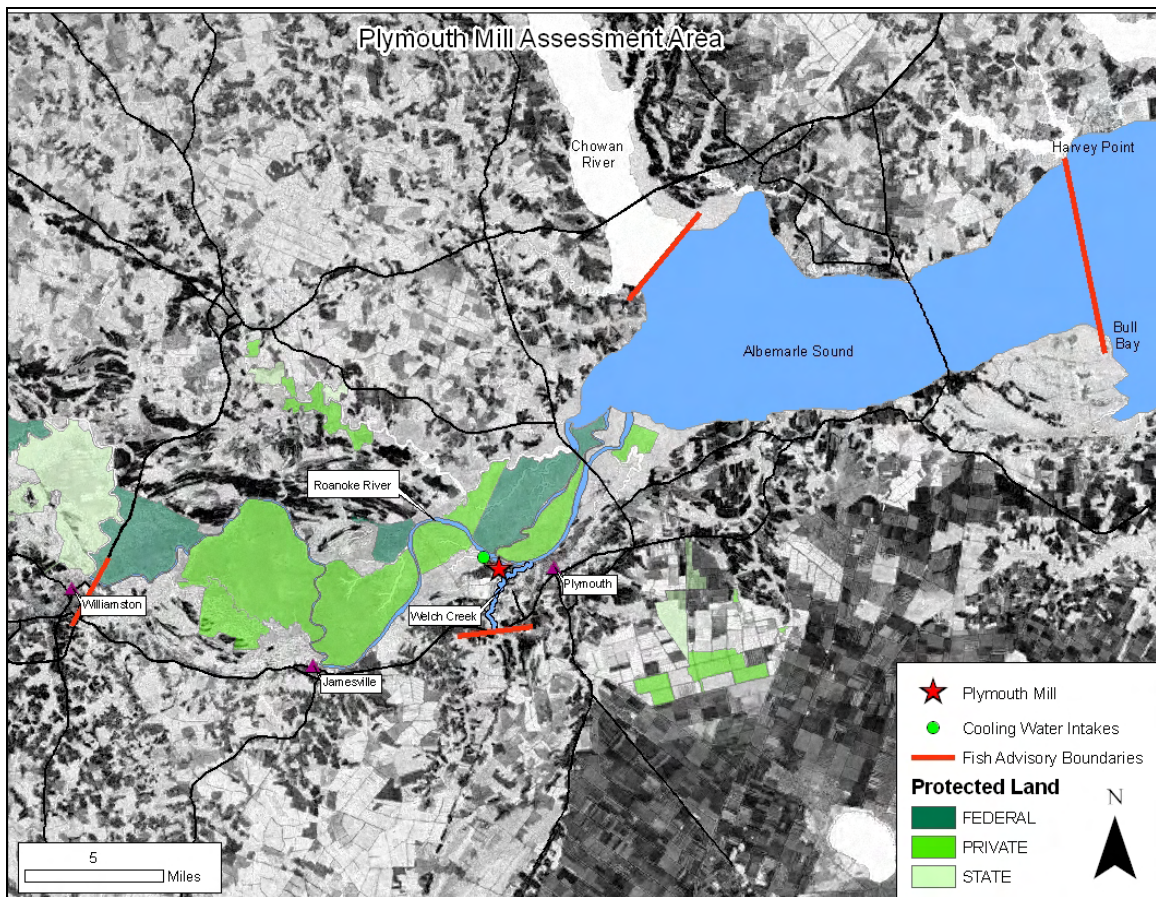 Plymouth Mill Assessment Area
Chowan
River
Harvey Point
Bull
Bay
Albemarle Sound
Roanoke River
Williamston
Welch Creek
Plymouth
Jamesville
Plymouth Mill
Cooling Water Intakes
Fish Advisory Boundaries
Protected Land
FEDERAL
PRIVATE
STATE
N
5
Miles